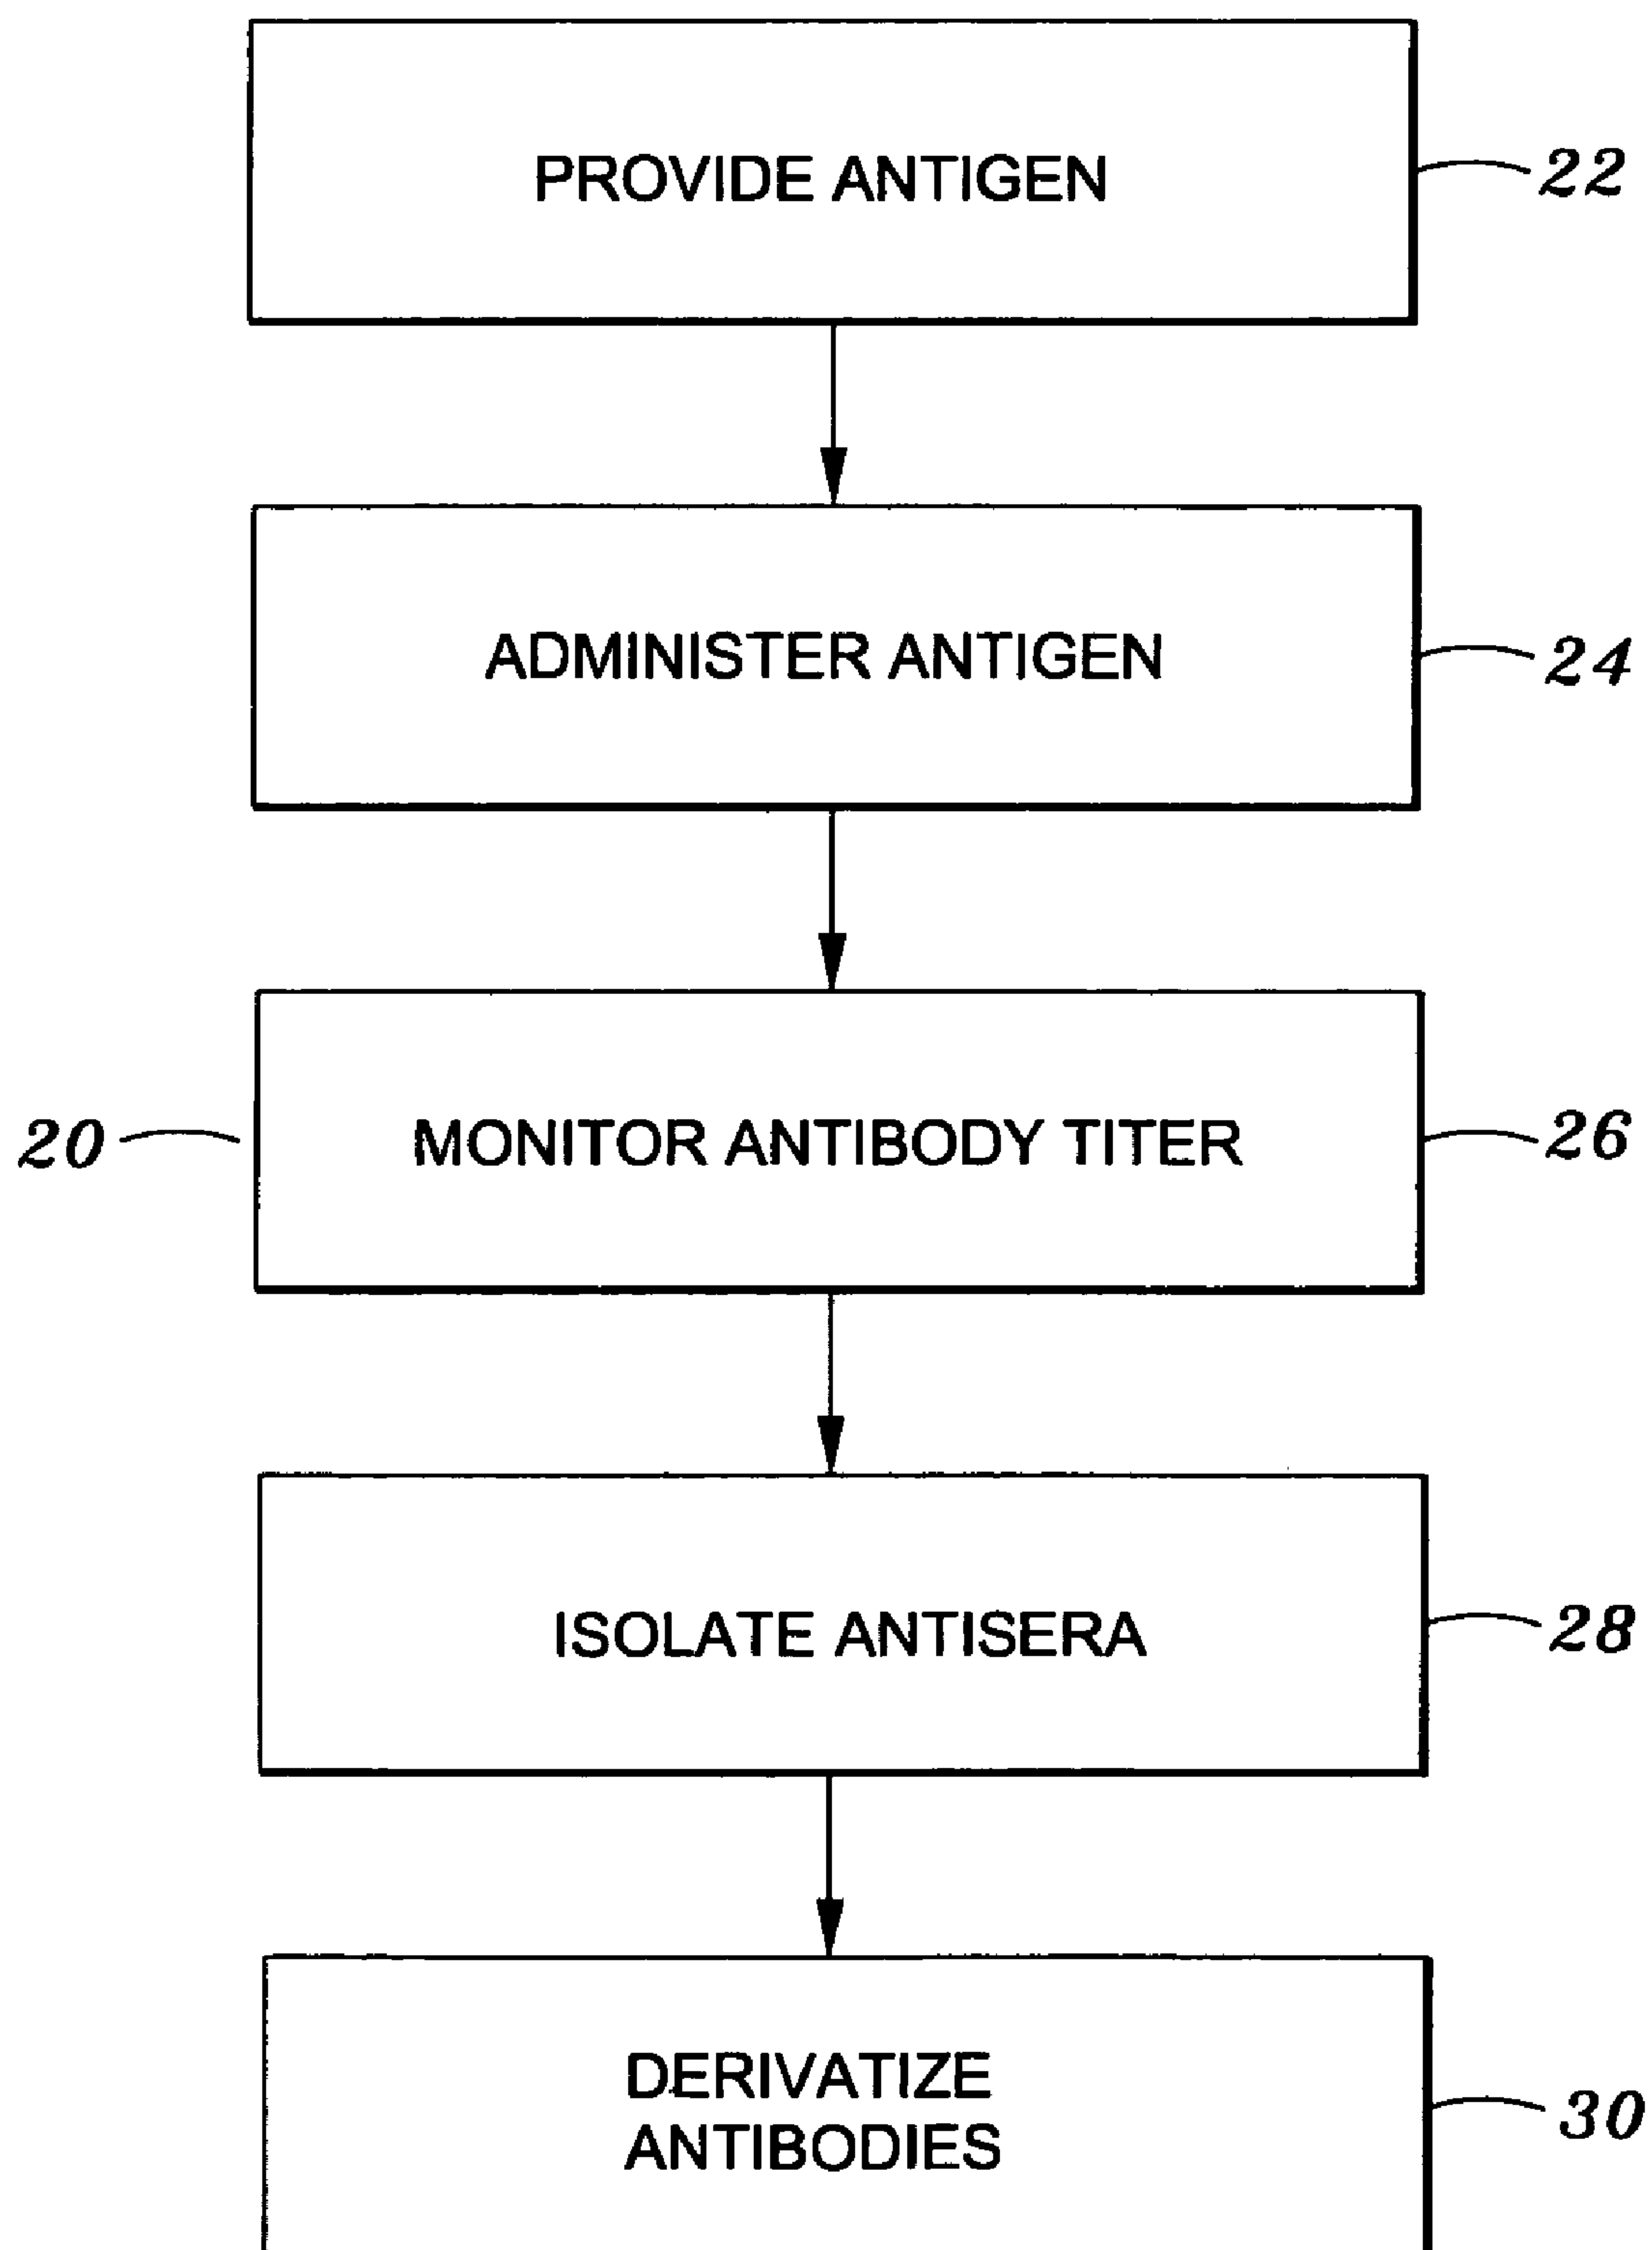 PROVIDE ANTIGEN
22
ADMINISTER ANTIGEN
24
20
MONITOR ANTIBODY TITER
26
ISOLATE ANTISERA
28
DERIVATIZE
ANTIBODIES
30